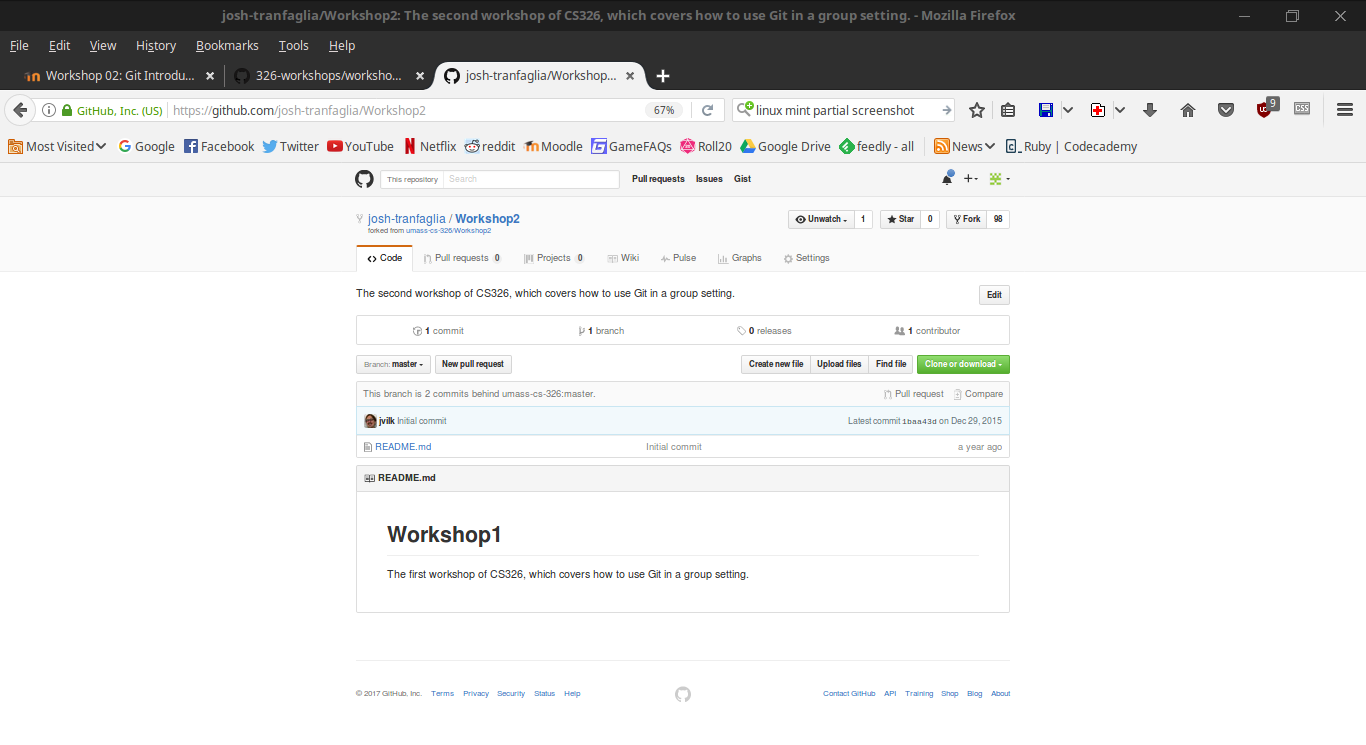 josh-tranfaglia/Workshop2: The second workshop of CS326, which covers how to use Git in a group setting. - Mozilla Firefox
File Edit View History Bookmarks Tools Help
Workshop 02: Git Introdu... 326-workshops/worksho... josh-tranfaglia/Workshop...
GitHub, Inc. (US) https://github.com/josh-tranfaglia/Workshop2 67% linux mint partial screenshot 9 CSS
Most Visited Google Facebook Twitter YouTube Netflix reddit Moodle GameFAQs Roll20 Google Drive feedly - all News Ruby | Codecademy
This repository Search Pull requests Issues Gist
josh-tranfaglia / Workshop2 Unwatch 1 Star 0 Fork 98
forked from umass-cs-326/Workshop2
Code Pull requests 0 Projects 0 Wiki Pulse Graphs Settings
The second workshop of CS326, which covers how to use Git in a group setting. Edit
1 commit 1 branch 0 releases 1 contributor
Branch: master New pull request Create new file Upload files Find file Clone or download
This branch is 2 commits behind umass-cs-326:master. Pull request Compare
jvilk Initial commit Latest commit 1baa43d on Dec 29, 2015
README.md Initial commit a year ago
README.md
Workshop1
The first workshop of CS326, which covers how to use Git in a group setting.
© 2017 GitHub, Inc. Terms Privacy Security Status Help Contact GitHub API Training Shop Blog About